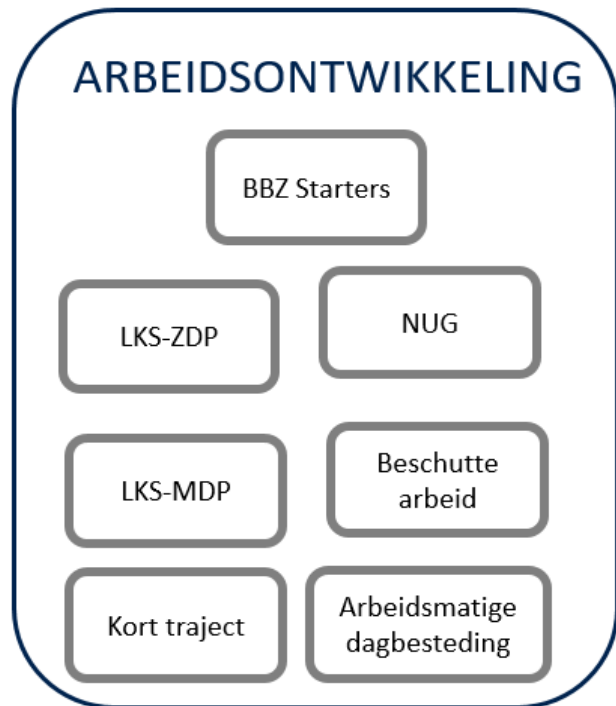 ARBEIDSONTWIKKELING
BBZ Starters
LKS-ZDP
NUG
LKS-MDP
Beschutte
arbeid
Kort traject
Arbeidsmatige
dagbesteding